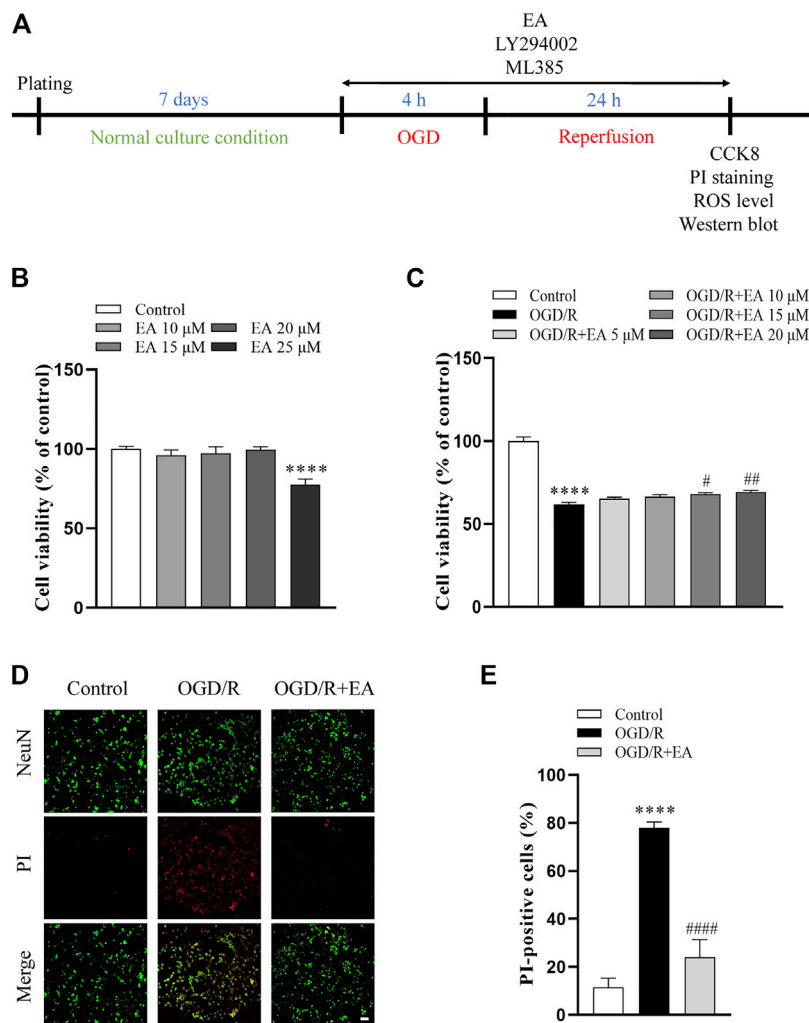 A
EA
LY294002
ML385
Plating
7 days
4 h
24 h
Normal culture condition
OGD
Reperfusion
CCK8
PI staining
ROS level
Western blot
B
Control
EA 10 μM
EA 20 μM
EA 15 μM
EA 25 μM
Cell viability (% of control)
150
100
50
0
****
C
Control
OGD/R+EA 10 μM
OGD/R
OGD/R+EA 15 μM
OGD/R+EA 5 μM
OGD/R+EA 20 μM
Cell viability (% of control)
150
100
50
0
****
#
##
D
Control
OGD/R
OGD/R+EA
NeuN
PI
Merge
E
Control
OGD/R
OGD/R+EA
PI-positive cells (%)
100
80
60
40
20
0
****
####